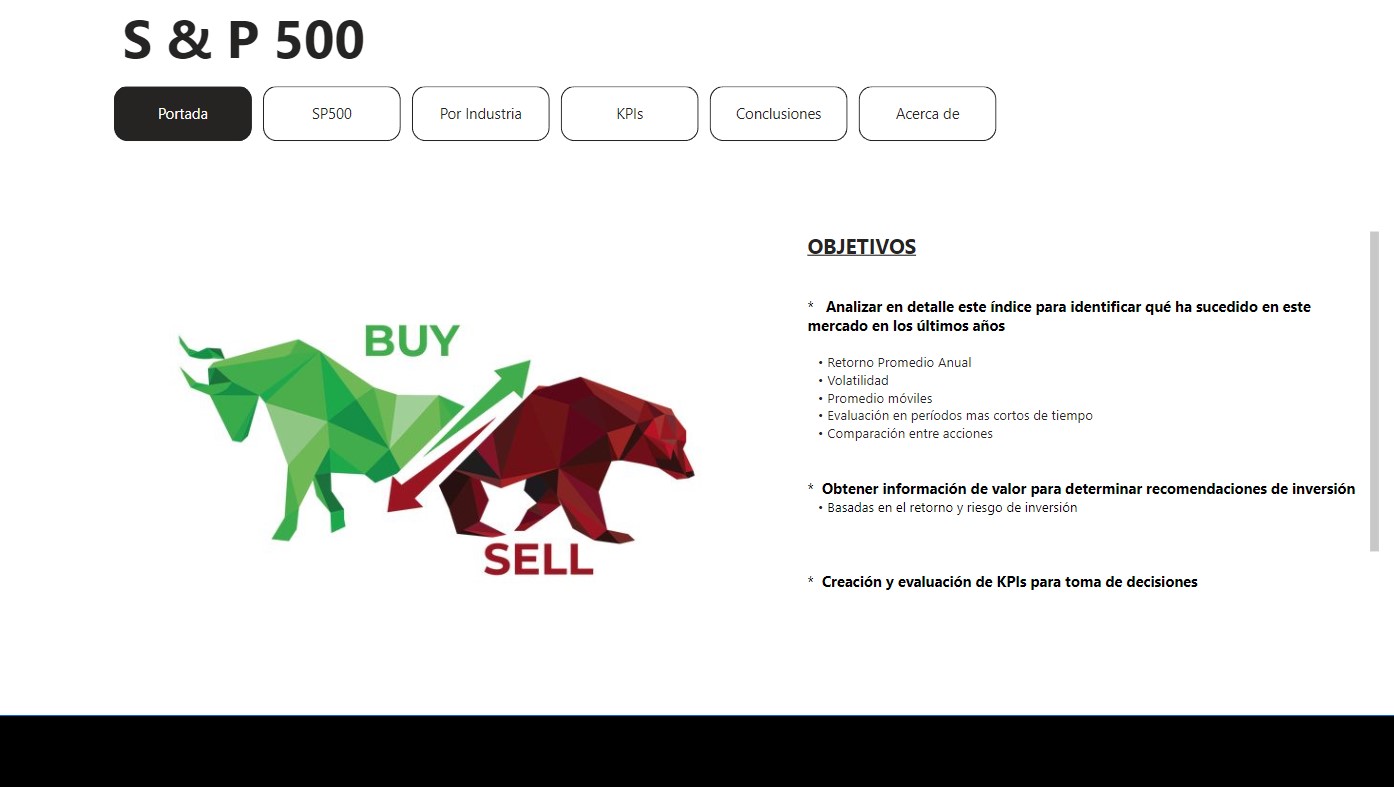 S & P 500
Portada
SP500
Por Industria
KPIs
Conclusiones
Acerca de
BUY
SELL
OBJETIVOS
* Analizar en detalle este índice para identificar qué ha sucedido en este
mercado en los últimos años
• Retorno Promedio Anual
• Volatilidad
• Promedio móviles
• Evaluación en períodos mas cortos de tiempo
• Comparación entre acciones
* Obtener información de valor para determinar recomendaciones de inversión
• Basadas en el retorno y riesgo de inversión
* Creación y evaluación de KPIs para toma de decisiones